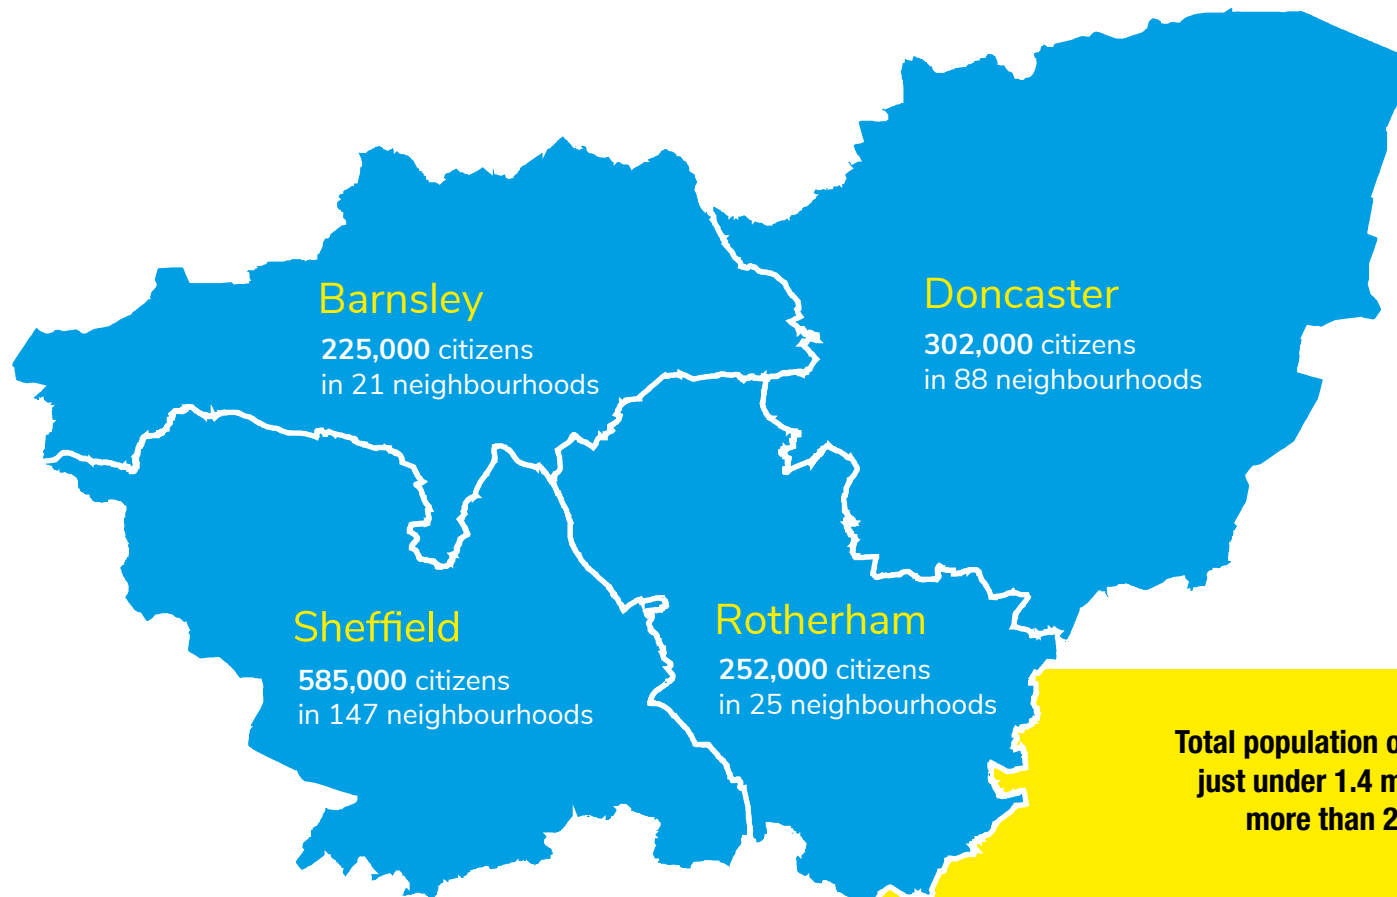 Barnsley
225,000 citizens
in 21 neighbourhoods
Doncaster
302,000 citizens
in 88 neighbourhoods
Sheffield
585,000 citizens
in 147 neighbourhoods
Rotherham
252,000 citizens
in 25 neighbourhoods
Total population
just under 1.4
more than